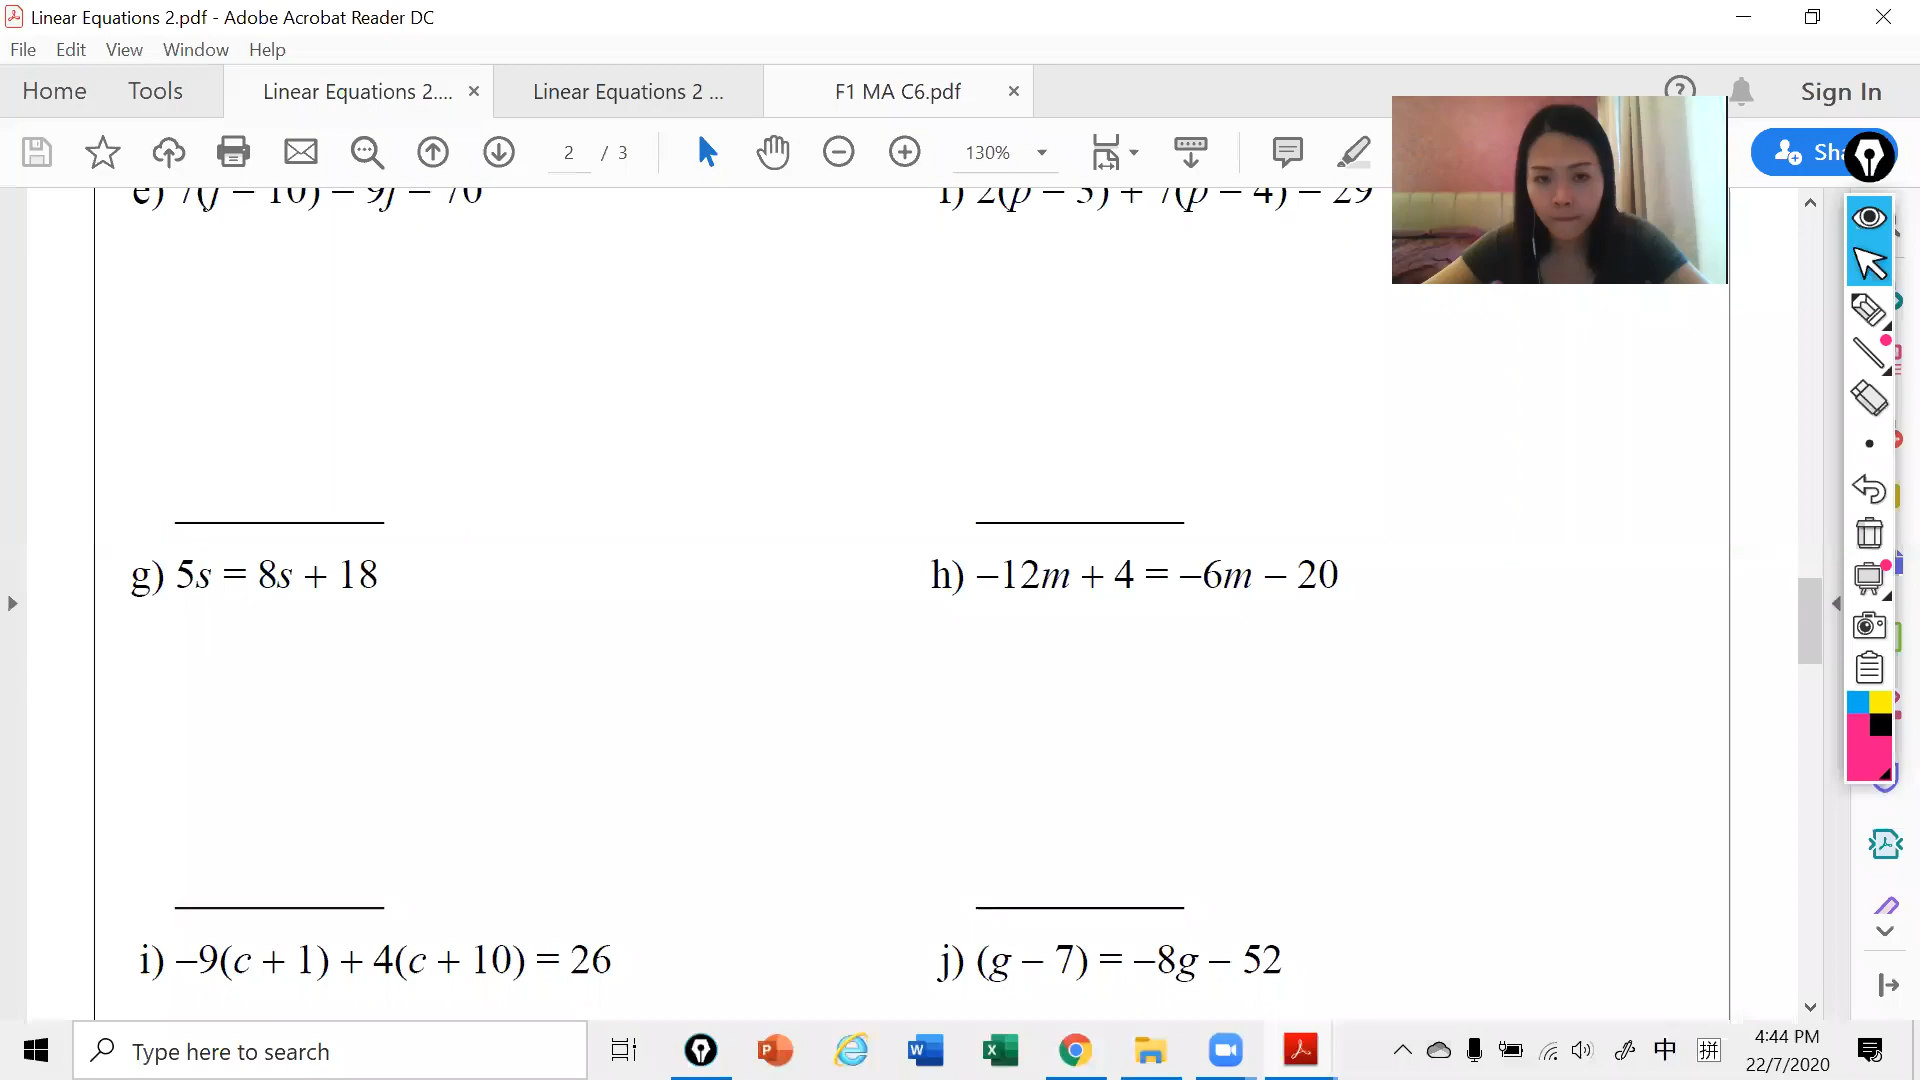 Linear Equations 2.pdf - Adobe Acrobat Reader DC
File Edit View Window Help
Home Tools Linear Equations 2.... × Linear Equations 2 ... F1 MA C6.pdf × Sign In
2 / 3 130%
g) 5s = 8s + 18
h) –12m + 4 = –6m – 20
i) –9(c + 1) + 4(c + 10) = 26
j) (g – 7) = –8g – 52
Type here to search
中 拼
4:44 PM
22/7/2020